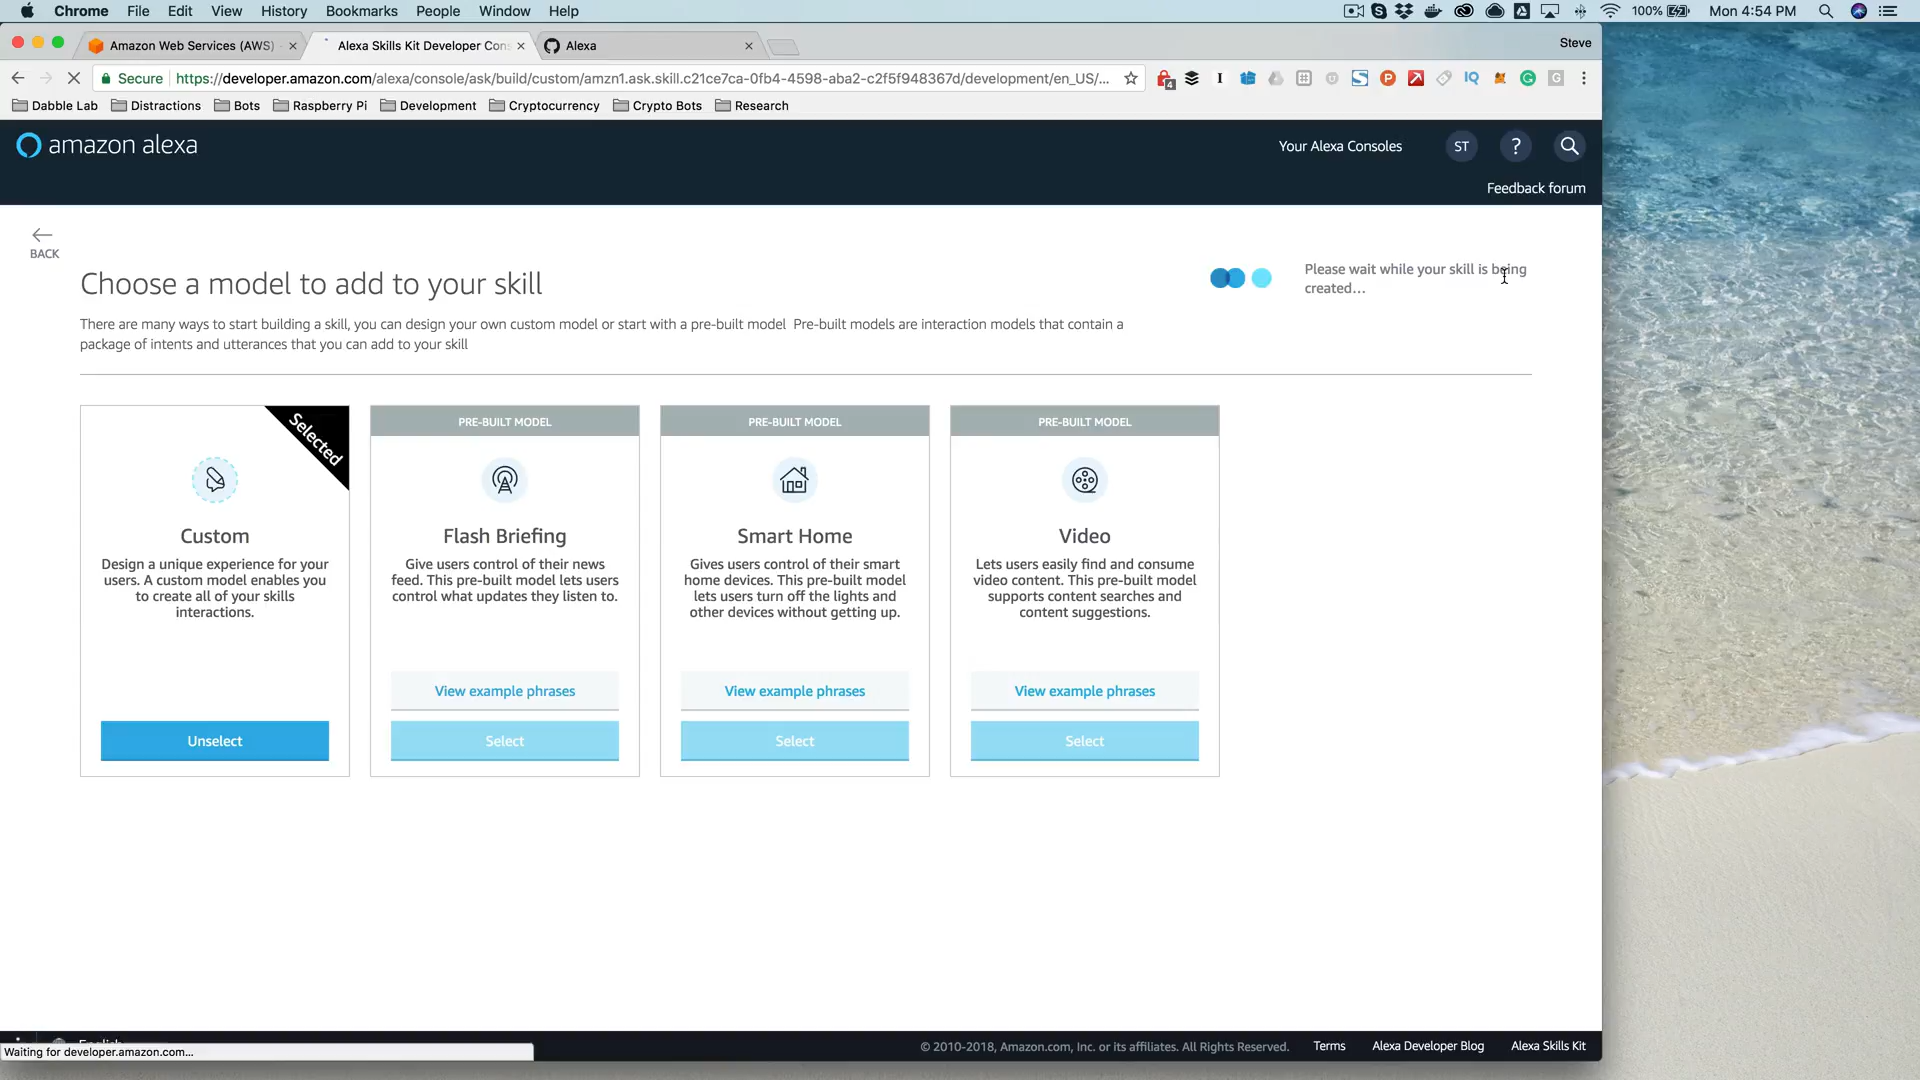 Chrome File Edit View History Bookmarks People Window Help 100% Mon 4:54 PM
Amazon Web Services (AWS) Alexa Skills Kit Developer Con Alexa Steve
Secure https://developer.amazon.com/alexa/console/ask/build/custom/amzn1.ask.skill.c21ce7ca-0fb4-4598-aba2-c2f5f948367d/development/en_US/...
Dabble Lab Distractions Bots Raspberry Pi Development Cryptocurrency Crypto Bots Research
amazon alexa Your Alexa Consoles ST ?
Feedback forum
BACK
Choose a model to add to your skill
Please wait while your skill is being
created...
There are many ways to start building a skill, you can design your own custom model or start with a pre-built model Pre-built models are interaction models that contain a
package of intents and utterances that you can add to your skill
Selected
Custom
Design a unique experience for your
users. A custom model enables you
to create all of your skills
interactions.
Unselect
PRE-BUILT MODEL
Flash Briefing
Give users control of their news
feed. This pre-built model lets users
control what updates they listen to.
View example phrases
Select
PRE-BUILT MODEL
Smart Home
Gives users control of their smart
home devices. This pre-built model
lets users turn off the lights and
other devices without getting up.
View example phrases
Select
PRE-BUILT MODEL
Video
Lets users easily find and consume
video content. This pre-built model
supports content searches and
content suggestions.
View example phrases
Select
English
Waiting for developer.amazon.com...
© 2010-2018, Amazon.com, Inc. or its affiliates. All Rights Reserved. Terms Alexa Developer Blog Alexa Skills Kit